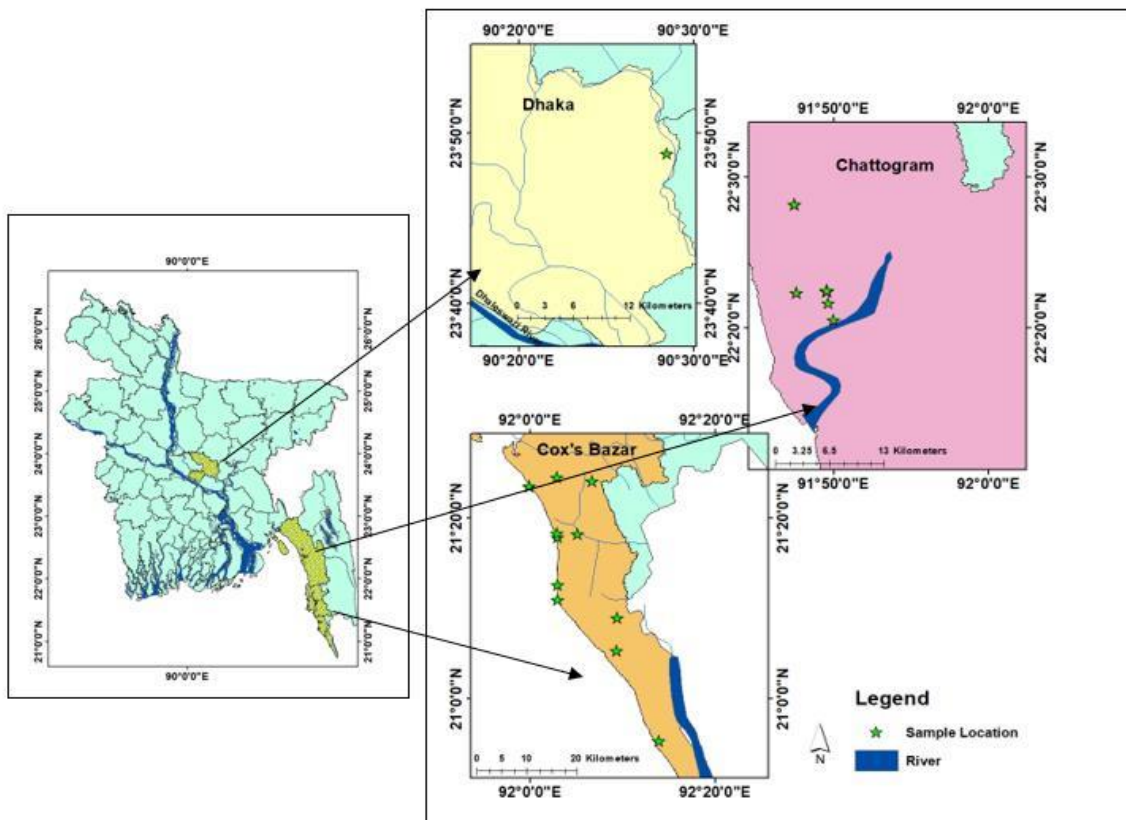 90°0'0"E
26°0'0"N
25°0'0"N
24°0'0"N
23°0'0"N
22°0'0"N
21°0'0"N
26°0'0"N
25°0'0"N
24°0'0"N
23°0'0"N
22°0'0"N
21°0'0"N
90°0'0"E
90°20'0"E
90°30'0"E
Dhaka
23°50'0"N
23°40'0"N
23°50'0"N
23°40'0"N
0 3 6 12 Kilometers
Dhaleswari River
90°20'0"E
90°30'0"E
91°50'0"E
92°0'0"E
Chattogram
22°30'0"N
22°20'0"N
22°30'0"N
22°20'0"N
0 3.25 6.5 13 Kilometers
91°50'0"E
92°0'0"E
92°0'0"E
92°20'0"E
Cox's Bazar
21°20'0"N
21°0'0"N
21°20'0"N
21°0'0"N
0 5 10 20 Kilometers
92°0'0"E
92°20'0"E
N
Legend
Sample Location
River